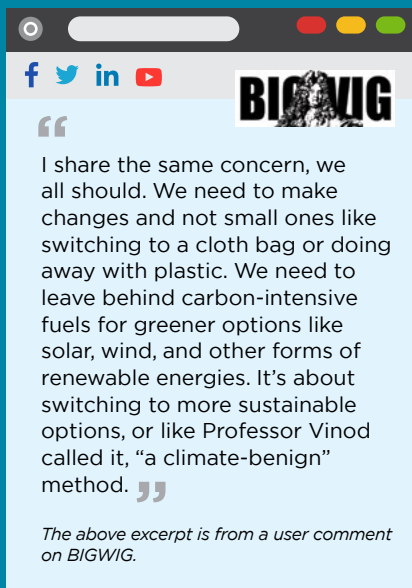 f in
BIGWIG
“
I share the same concern, we
all should. We need to make
changes and not small ones like
switching to a cloth bag or doing
away with plastic. We need to
leave behind carbon-intensive
fuels for greener options like
solar, wind, and other forms of
renewable energies. It’s about
switching to more sustainable
options, or like Professor Vinod
called it, “a climate-benign”
method. ”
The above excerpt is from a user comment
on BIGWIG.